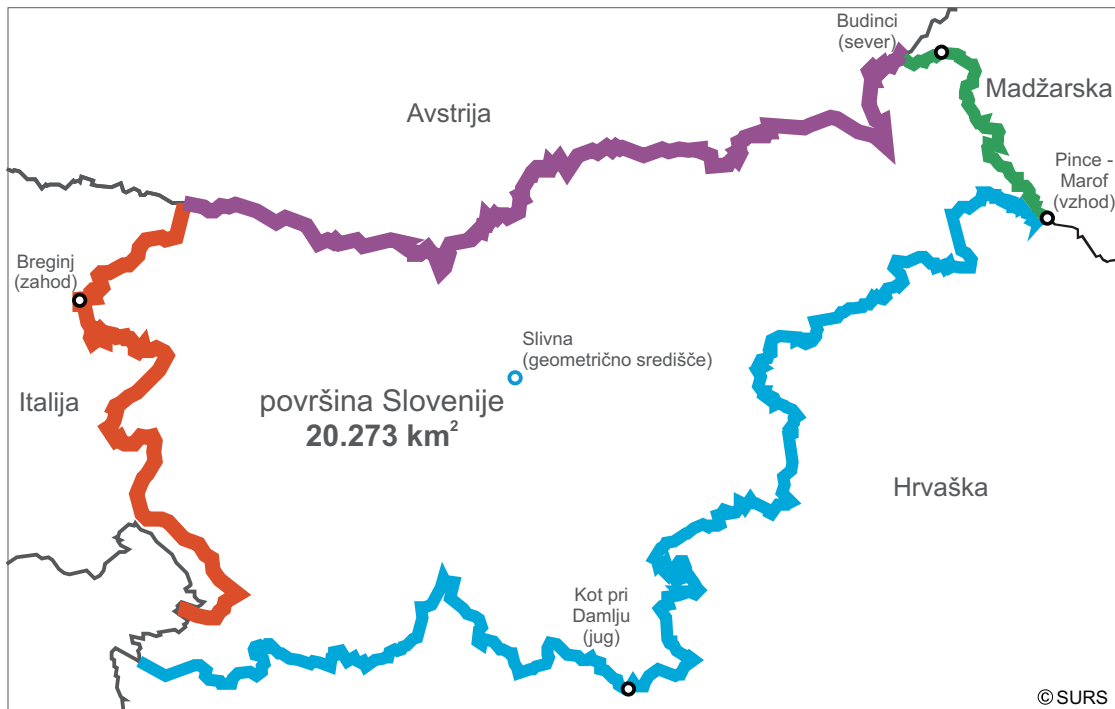 Budinci
(sever)
Madžarska
Avstrija
Pince -
Marof
(vzhod)
Breginj
(zahod)
Slivna
(geometrično središče)
Italija
površina Slovenije
20.273 km²
Hrvaška
Kot pri
Damlju
(jug)
© SURS